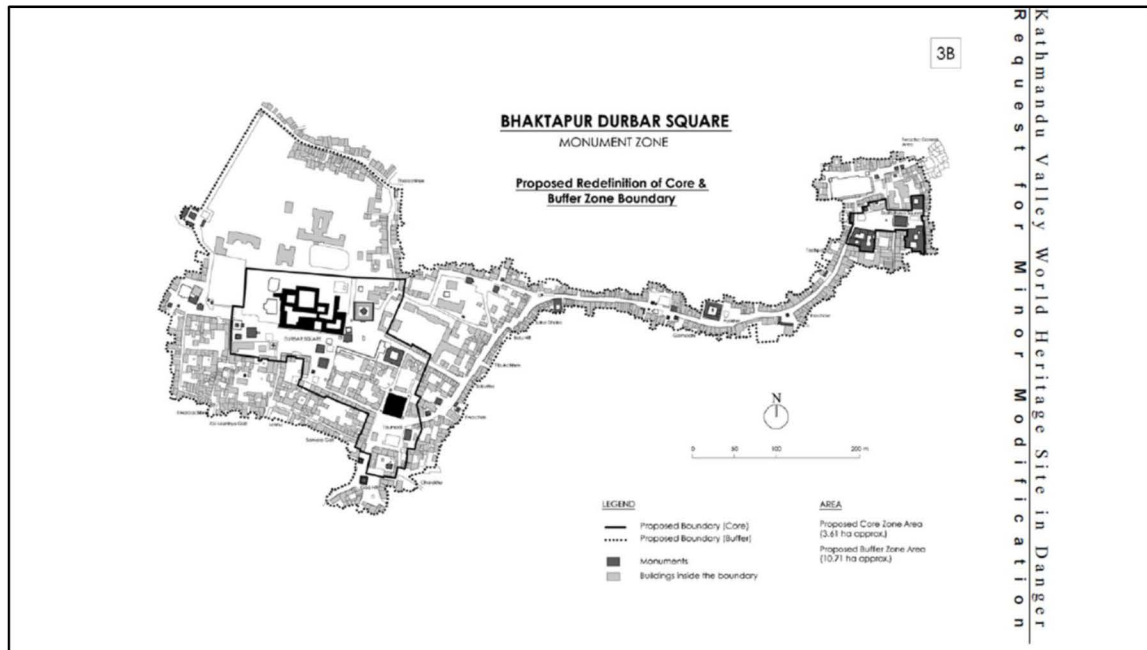 3B
BHAKTAPUR DURBAR SQUARE
MONUMENT ZONE
Proposed Redefinition of Core &
Buffer Zone Boundary
DURBAR SQUARE
Taumadi
N
0
50
100
200 m
LEGEND
Proposed Boundary (Core)
Proposed Boundary (Buffer)
Monuments
Buildings inside the boundary
AREA
Proposed Core Zone Area
(3.61 ha approx.)
Proposed Buffer Zone Area
(10.71 ha approx.)
Kathmandu Valley World Heritage Site in Danger
Request for Minor Modification